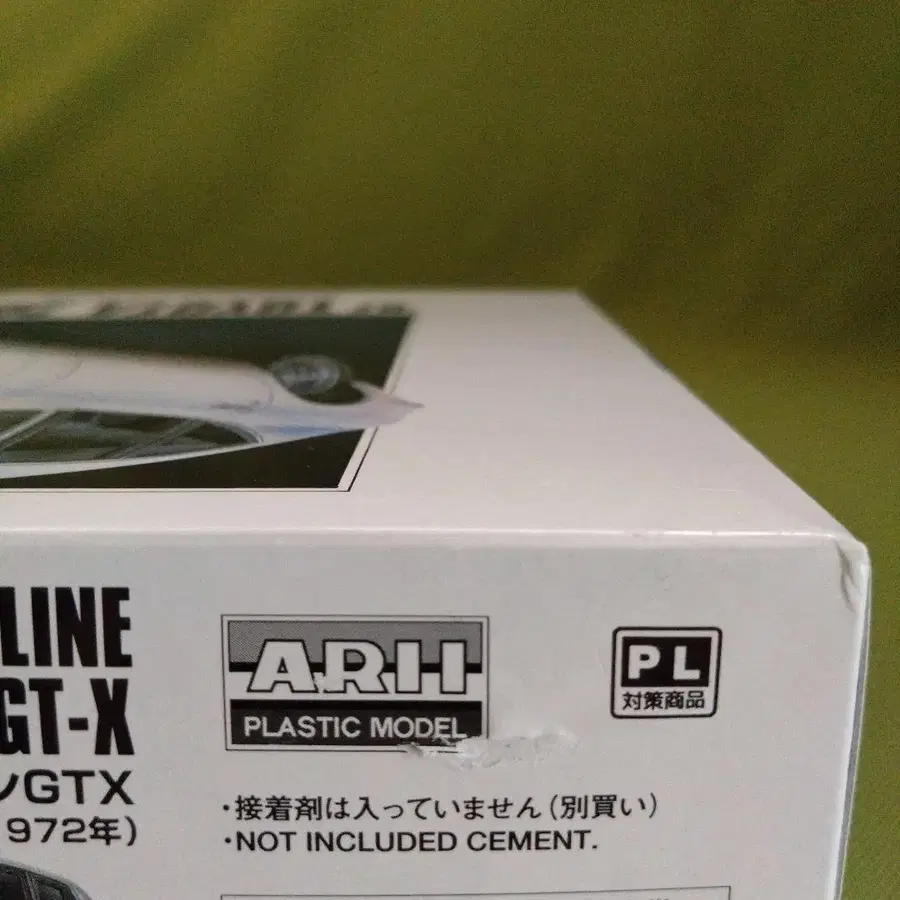 LINE
GT-X
ンGTX
972年)
ARII
PLASTIC MODEL
PL
対策商品
・接着剤は入っていません(別買い)
・NOT INCLUDED CEMENT.